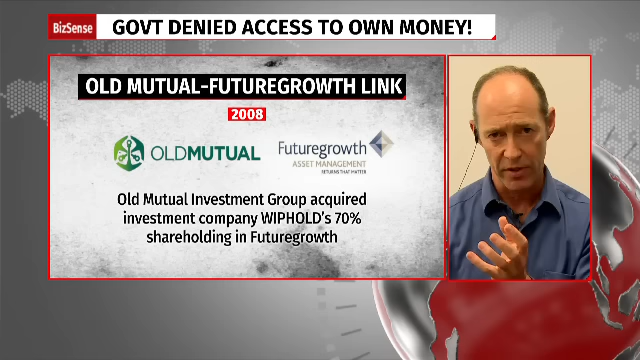 BizSense
GOVT DENIED ACCESS TO OWN MONEY!
OLD MUTUAL-FUTUREGROWTH LINK
2008
OLDMUTUAL
Futuregrowth
ASSET MANAGEMENT
RETURNS THAT MATTER
Old Mutual Investment Group acquired
investment company WIPHOLD's 70%
shareholding in Futuregrowth